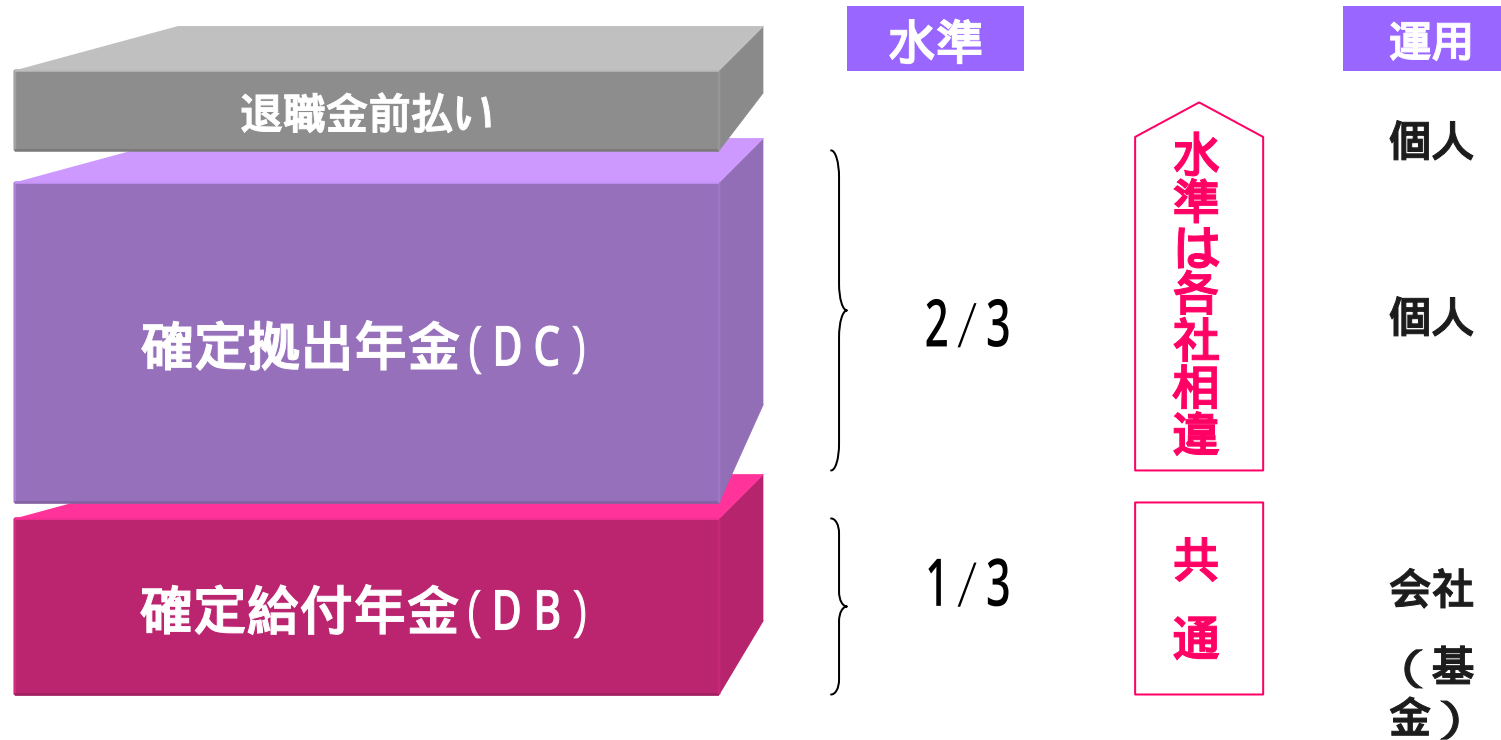 水準
運用
退職金前払い
個人
水準は各社相違
確定拠出年金(DC)
2/3
個人
確定給付年金(DB)
1/3
共通
会社
(基
金)